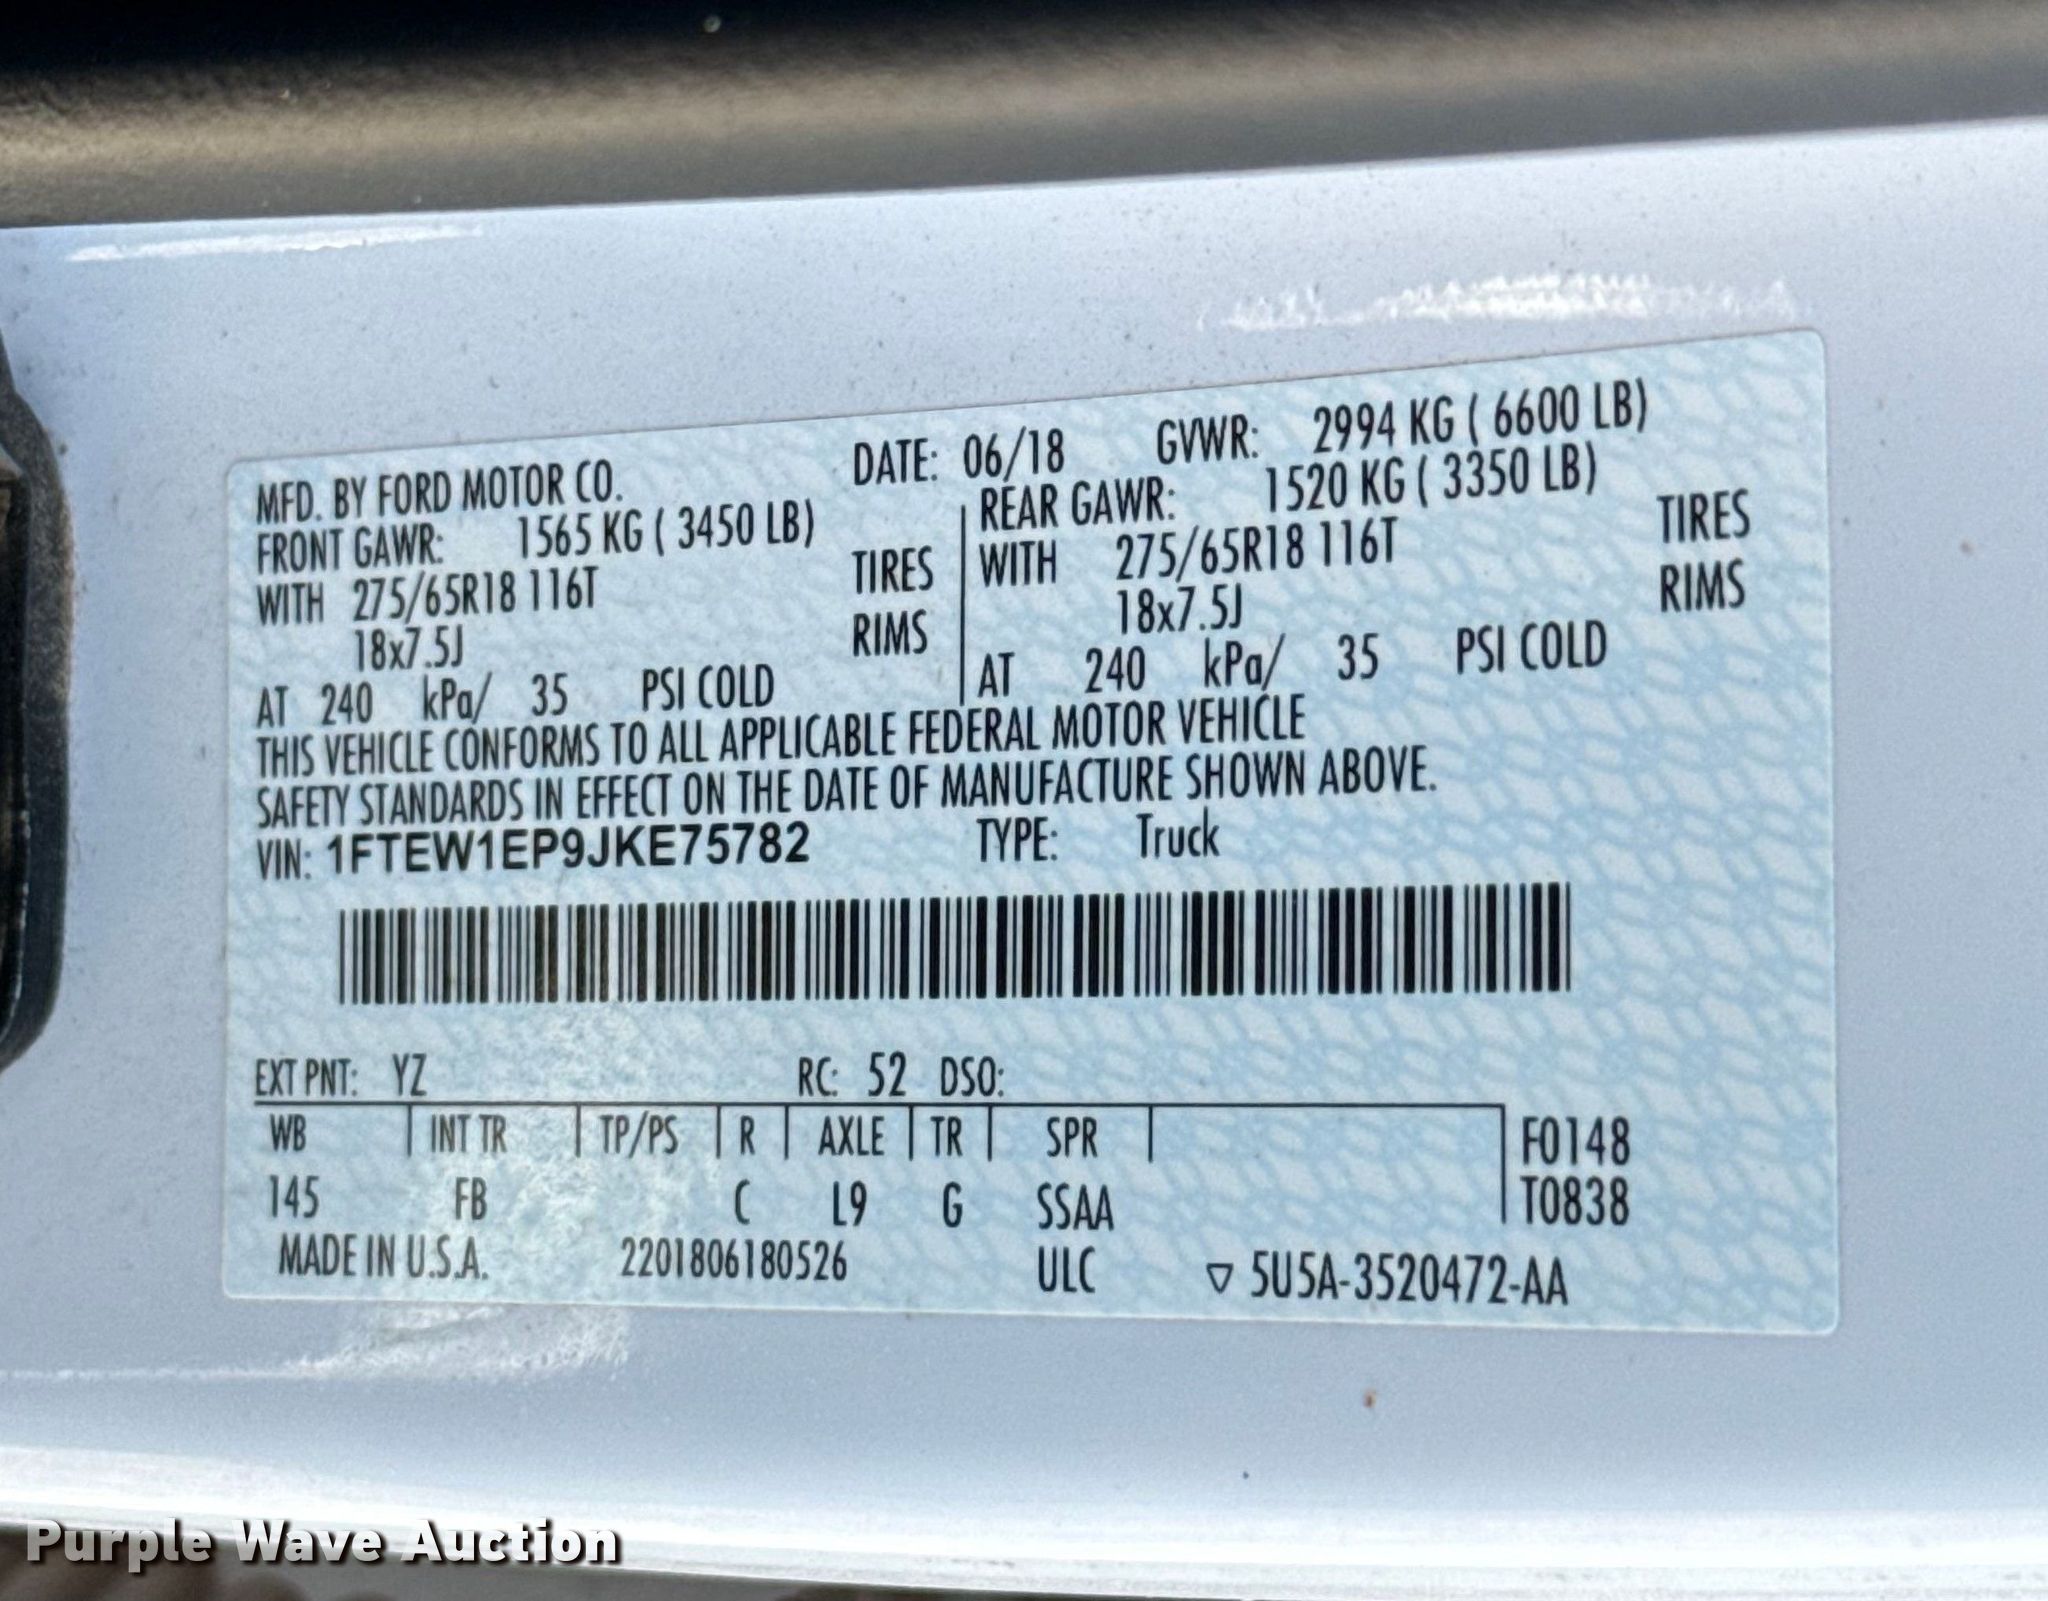 MFD. BY FORD MOTOR CO. DATE: 06/18 GVWR: 2994 KG ( 6600 LB)
FRONT GAWR: 1565 KG ( 3450 LB) REAR GAWR: 1520 KG ( 3350 LB)
WITH 275/65R18 116T TIRES WITH 275/65R18 116T TIRES
18x7.5J RIMS 18x7.5J RIMS
AT 240 kPa/ 35 PSI COLD AT 240 kPa/ 35 PSI COLD
THIS VEHICLE CONFORMS TO ALL APPLICABLE FEDERAL MOTOR VEHICLE
SAFETY STANDARDS IN EFFECT ON THE DATE OF MANUFACTURE SHOWN ABOVE.
VIN: 1FTEW1EP9JKE75782 TYPE: Truck
EXT PNT: YZ RC: 52 DSO:
WB INT TR TP/PS R AXLE TR SPR F0148
145 FB C L9 G SSAA T0838
MADE IN U.S.A. 2201806180526 ULC ▽ 5U5A-3520472-AA
Purple Wave Auction